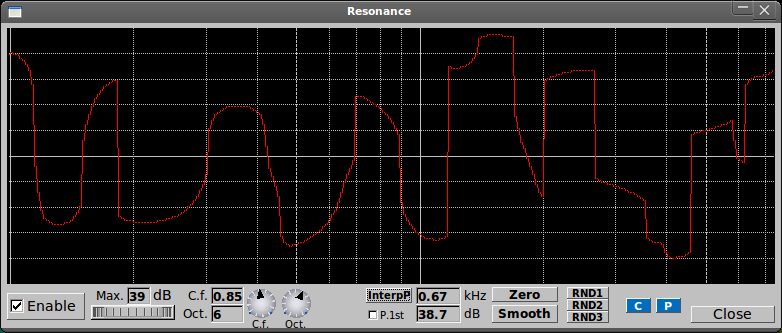 Resonance
Enable
Max. 39 dB
C.f. 0.85
Oct. 6
C.f. Oct.
InterpP 0.67 kHz
P.1st 38.7 dB
Zero
Smooth
RND1
RND2
RND3
C P
Close